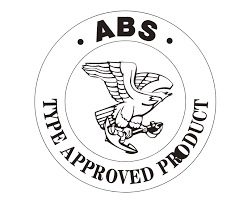 · ABS ·
TYPE APPROVED PRODUCT